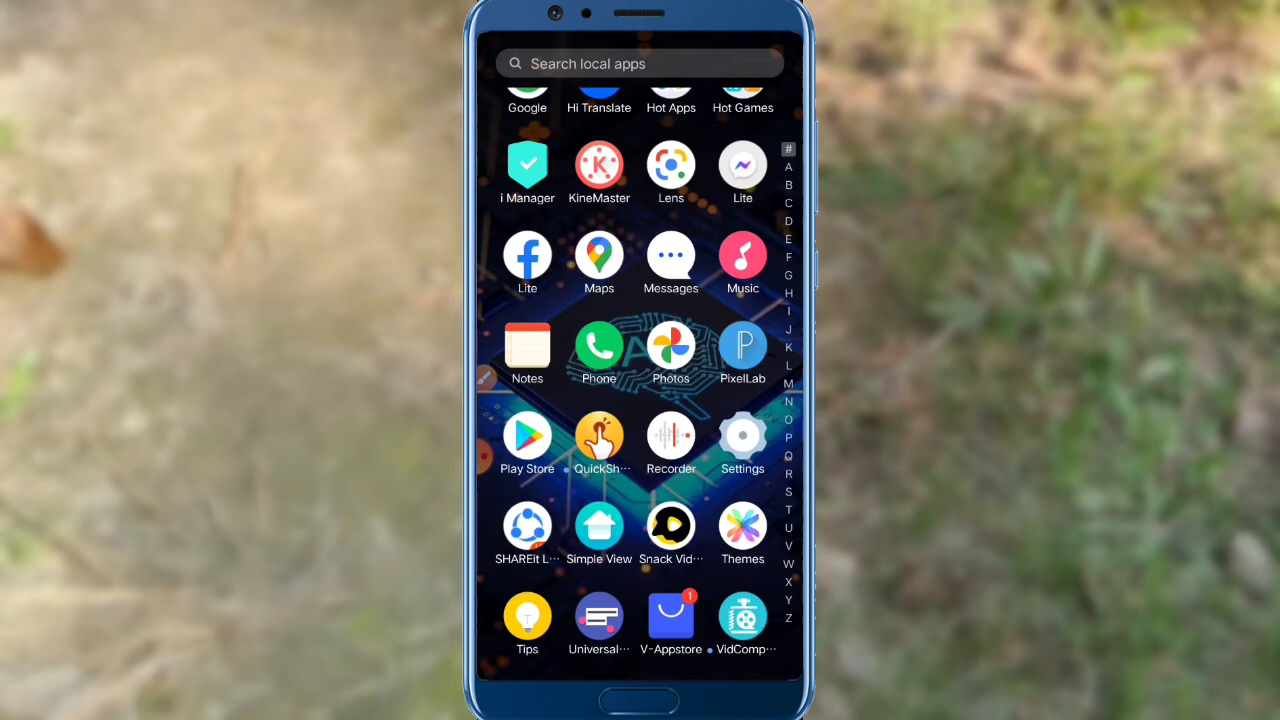 Search local apps
Google Hi Translate Hot Apps Hot Games
#
i Manager KineMaster Lens Lite
A
B
C
D
E
Lite Maps Messages Music
F
G
H
I
J
Notes Phone Photos PixelLab
K
L
M
N
O
Play Store QuickSh··· Recorder Settings
P
Q
R
S
T
SHAREit L··· Simple View Snack Vid··· Themes
U
V
W
X
Y
Z
1
Tips Universal··· V-Appstore VidComp···